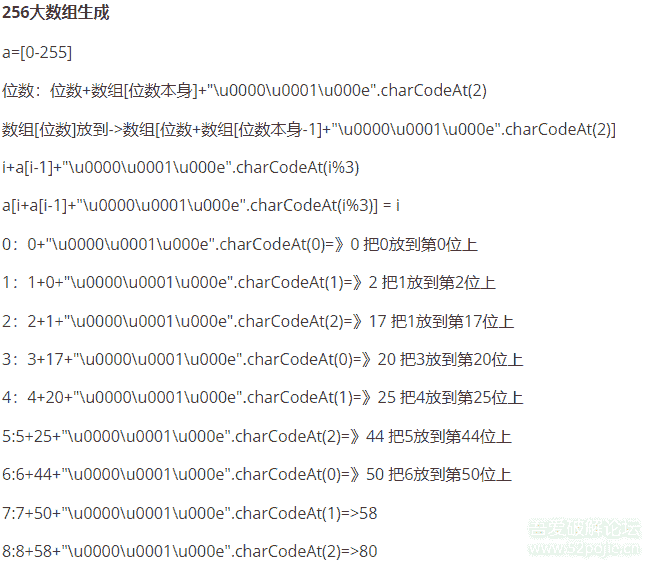 256大数组生成
a=[0-255]
位数：位数+数组[位数本身]+"\u0000\u0001\u000e".charCodeAt(2)
数组[位数]放到->数组[位数+数组[位数本身-1]+"\u0000\u0001\u000e".charCodeAt(2)]
i+a[i-1]+"\u0000\u0001\u000e".charCodeAt(i%3)
a[i+a[i-1]+"\u0000\u0001\u000e".charCodeAt(i%3)] = i
0：0+"\u0000\u0001\u000e".charCodeAt(0)=》0 把0放到第0位上
1：1+0+"\u0000\u0001\u000e".charCodeAt(1)=》2 把1放到第2位上
2：2+1+"\u0000\u0001\u000e".charCodeAt(2)=》17 把1放到第17位上
3：3+17+"\u0000\u0001\u000e".charCodeAt(0)=》20 把3放到第20位上
4：4+20+"\u0000\u0001\u000e".charCodeAt(1)=》25 把4放到第25位上
5:5+25+"\u0000\u0001\u000e".charCodeAt(2)=》44 把5放到第44位上
6:6+44+"\u0000\u0001\u000e".charCodeAt(0)=》50 把6放到第50位上
7:7+50+"\u0000\u0001\u000e".charCodeAt(1)=>58
8:8+58+"\u0000\u0001\u000e".charCodeAt(2)=>80
吾爱破解论坛
www.52pojie.cn